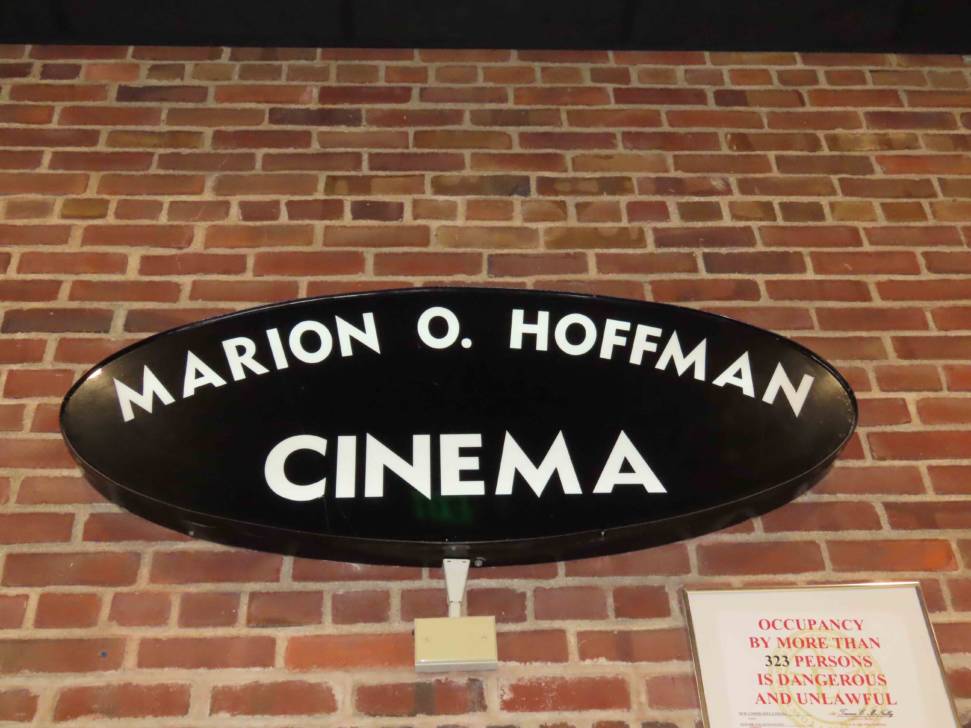 MARION O. HOFFMAN
CINEMA
OCCUPANCY
BY MORE THAN
323 PERSONS
IS DANGEROUS
AND UNLAWFUL